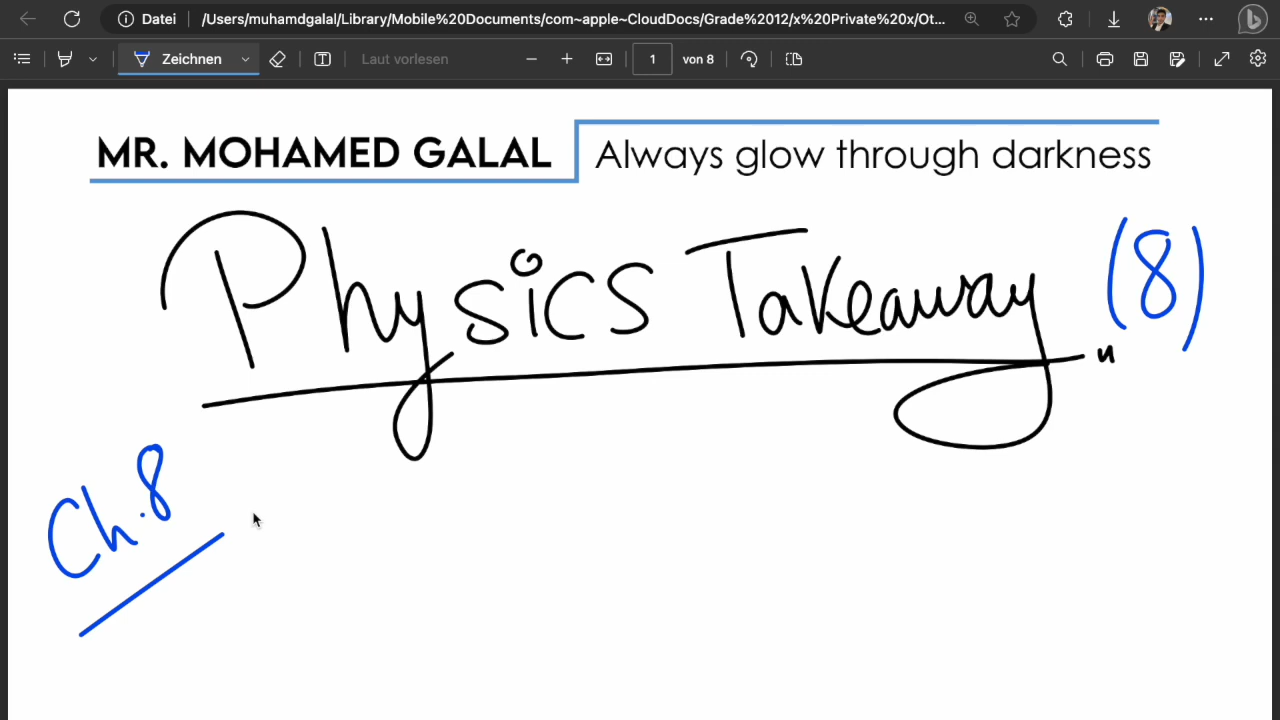 Datei /Users/muhamdgalal/Library/Mobile%20Documents/com~apple~CloudDocs/Grade%2012/x%20Private%20x/Ot...
Zeichnen Laut vorlesen 1 von 8
MR. MOHAMED GALAL Always glow through darkness
Physics Takeaway (8)
Ch.8